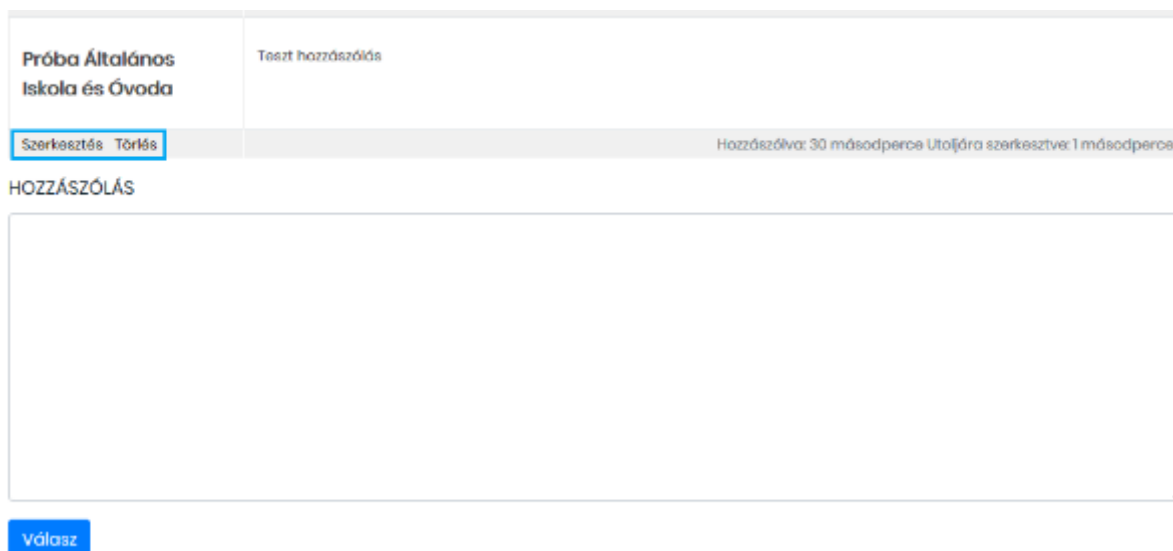 Próba Általános
Iskola és Óvoda
Teszt hozzászólás
Szerkesztés Törlés
Hozzászólva: 30 másodperce Utoljára szerkesztve: 1 másodperce
HOZZÁSZÓLÁS
Válasz